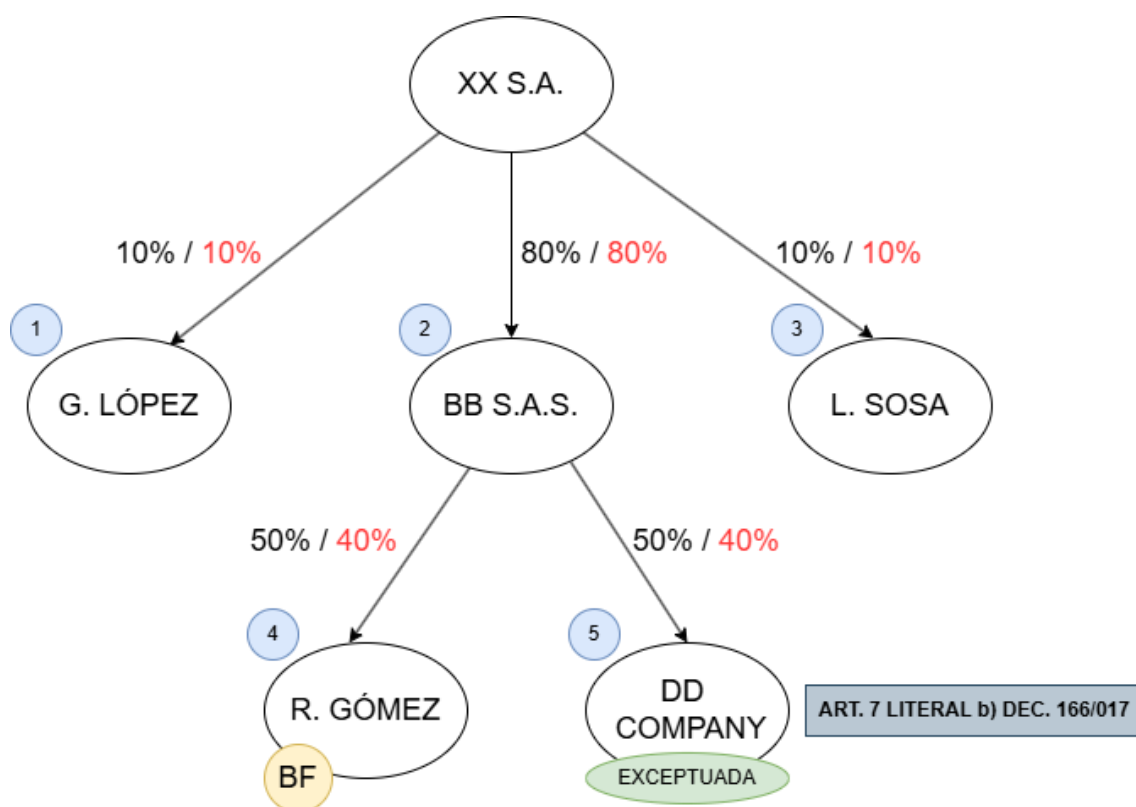 XX S.A.
10% / 10%
80% / 80%
10% / 10%
1
2
3
G. LÓPEZ
BB S.A.S.
L. SOSA
50% / 40%
50% / 40%
4
5
R. GÓMEZ
DD
COMPANY
ART. 7 LITERAL b) DEC. 166/017
BF
EXCEPTUADA